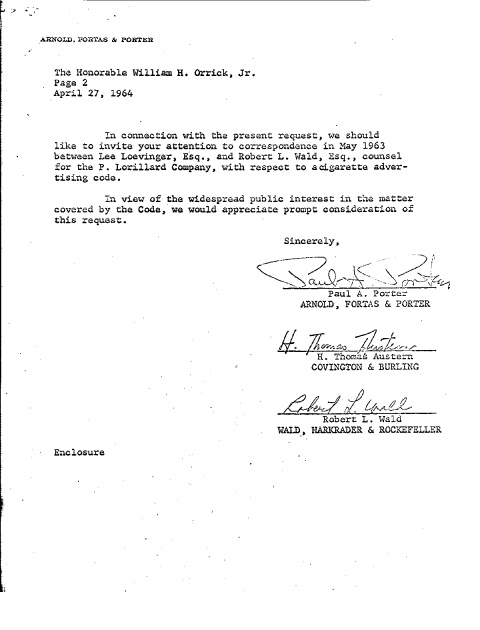 ARNOLD, FORTAS & PORTER
The Honorable William H. Orrick, Jr.
Page 2
April 27, 1964
In connection with the present request, we should
like to invite your attention to correspondence in May 1963
between Lee Loevinger, Esq., and Robert L. Wald, Esq., counsel
for the P. Lorillard Company, with respect to a cigarette adver-
tising code.
In view of the widespread public interest in the matter
covered by the Code, we would appreciate prompt consideration of
this request.
Sincerely,
Paul A. Porter
Paul A. Porter
ARNOLD, FORTAS & PORTER
H. Thomas Austern
H. Thomas Austern
COVINGTON & BURLING
Robert L. Wald
Robert L. Wald
WALD, HARKRADER & ROCKEFELLER
Enclosure